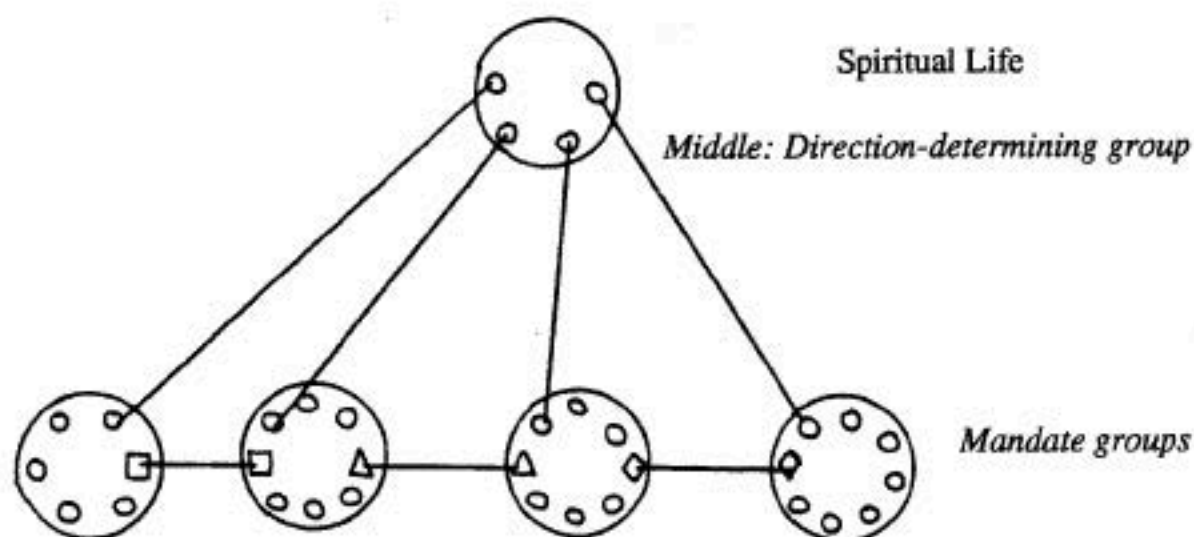 Spiritual Life
Middle: Direction-determining group
Mandate groups